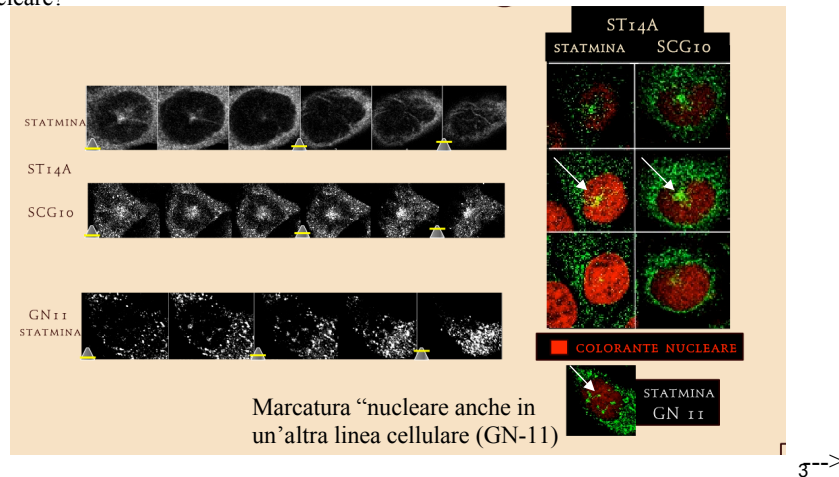 ST14A
STATMINA SCG10
STATMINA
ST14A
SCG10
GN11
STATMINA
COLORANTE NUCLEARE
STATMINA
GN 11
Marcatura “nucleare anche in
un’altra linea cellulare (GN-11)
3
--->